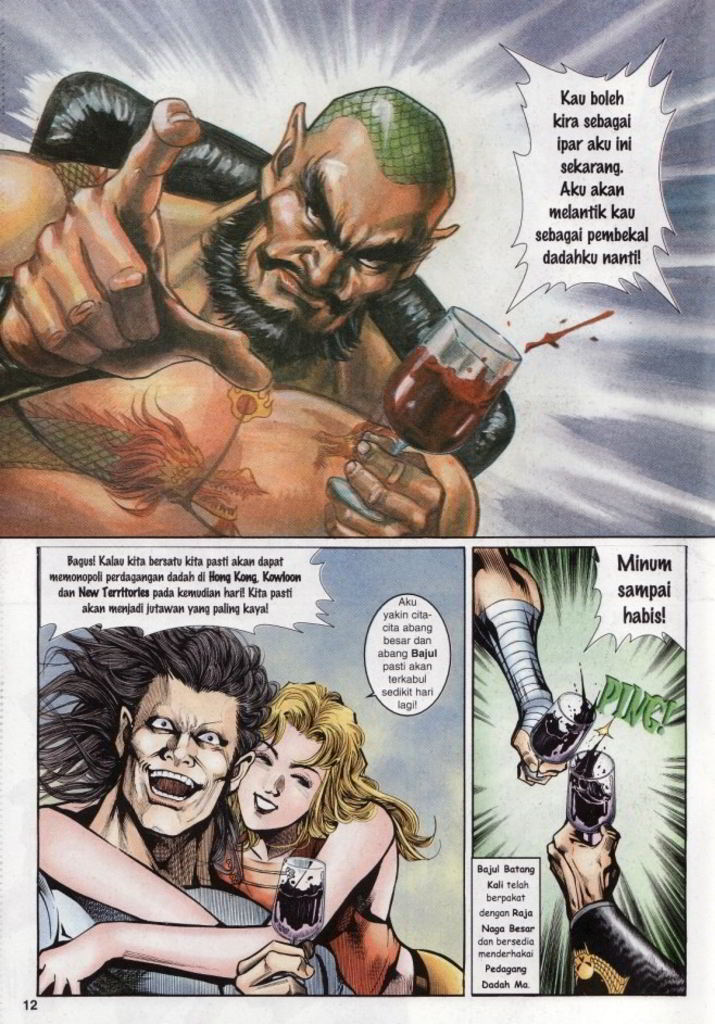 Kau boleh
kira sebagai
ipar aku ini
sekarang.
Aku akan
melantik kau
sebagai pembekal
dadahku nanti!
Bagus! Kalau kita bersatu kita pasti akan dapat
memonopoli perdagangan dadah di Hong Kong, Kowloon
dan New Territories pada kemudian hari! Kita pasti
akan menjadi jutawan yang paling kaya!
Aku
yakin cita-
cita abang
besar dan
abang Bajul
pasti akan
terkabul
sedikit hari
lagi!
Minum
sampai
habis!
PING!
Bajul Batang
Kali telah
berpakat
dengan Raja
Naga Besar
dan bersedia
menderhakai
Pedagang
Dadah Ma.
12